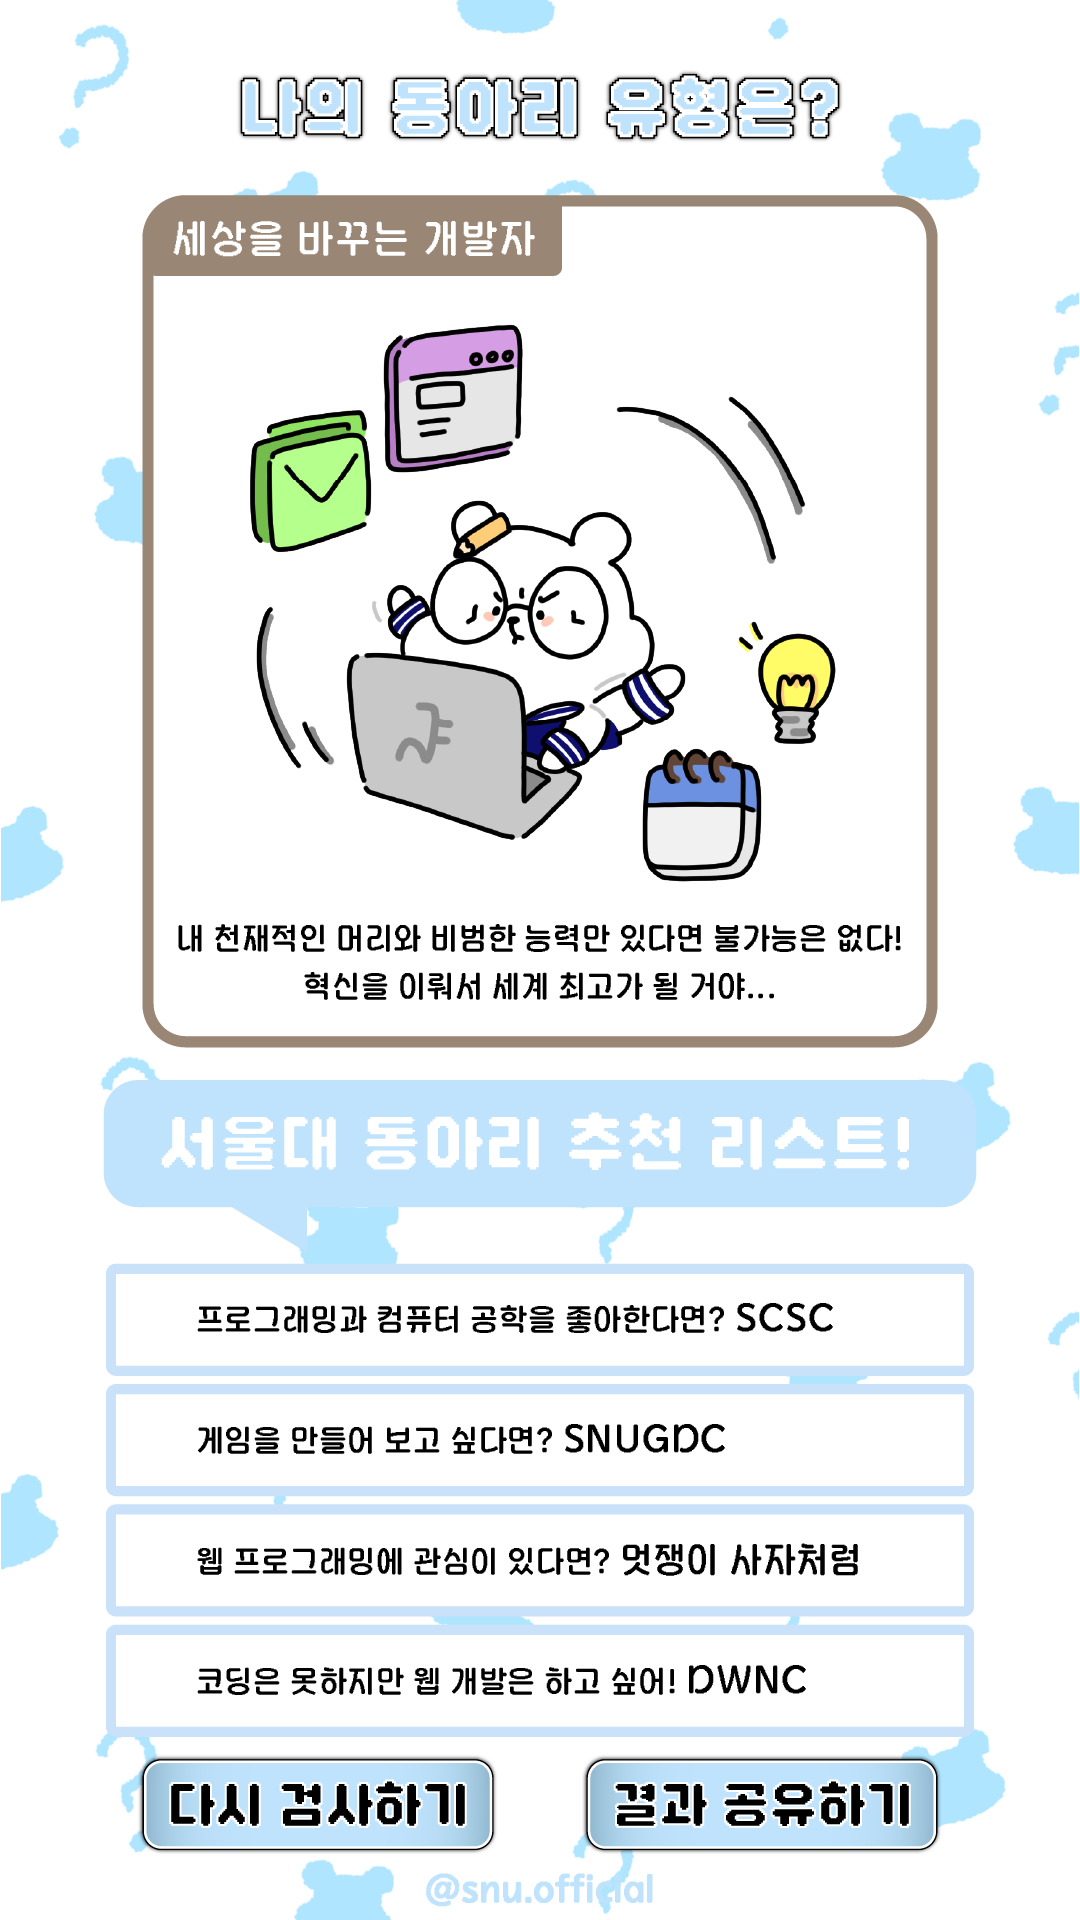 나의 동아리 유형은?
세상을 바꾸는 개발자
샤
내 천재적인 머리와 비범한 능력만 있다면 불가능은 없다!
혁신을 이뤄서 세계 최고가 될 거야...
서울대 동아리 추천 리스트!
프로그래밍과 컴퓨터 공학을 좋아한다면? SCSC
게임을 만들어 보고 싶다면? SNUGDC
웹 프로그래밍에 관심이 있다면? 멋쟁이 사자처럼
코딩은 못하지만 웹 개발은 하고 싶어! DWNC
다시 검사하기
결과 공유하기
@snu.official